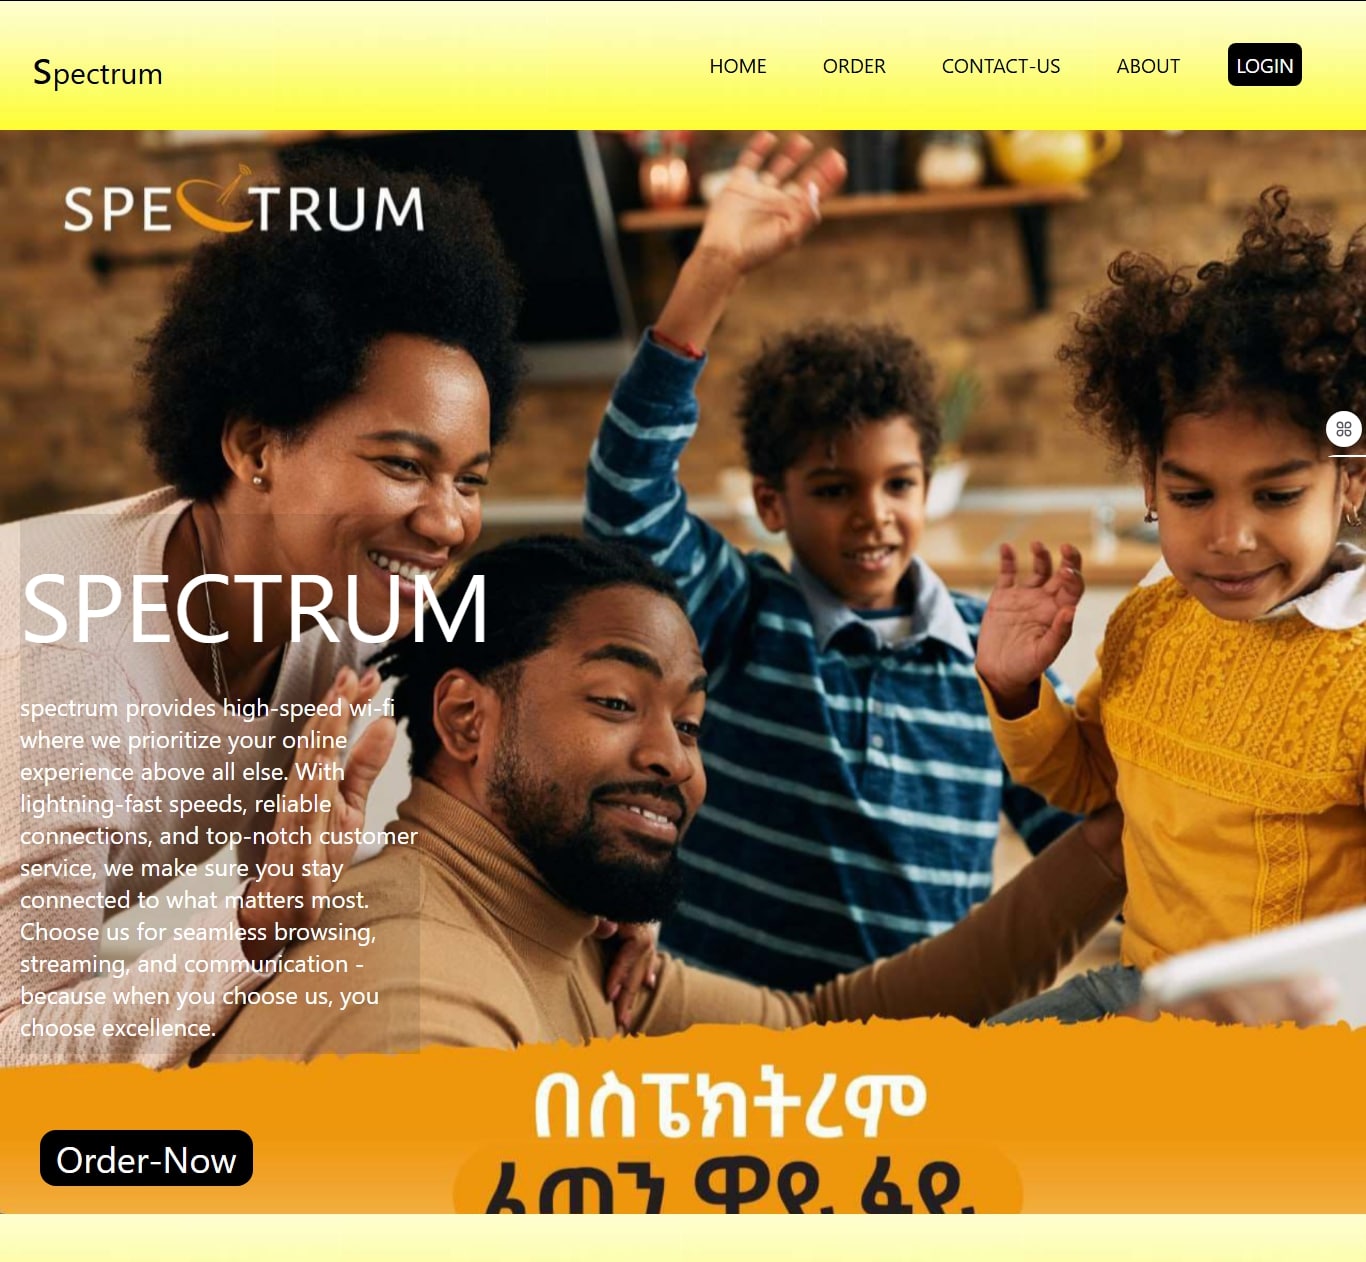 Spectrum
HOME ORDER CONTACT-US ABOUT LOGIN
SPECTRUM
SPECTRUM
spectrum provides high-speed wi-fi
where we prioritize your online
experience above all else. With
lightning-fast speeds, reliable
connections, and top-notch customer
service, we make sure you stay
connected to what matters most.
Choose us for seamless browsing,
streaming, and communication -
because when you choose us, you
choose excellence.
በስፔክትረም
ፈጣን ዋይ ፋይ
Order-Now